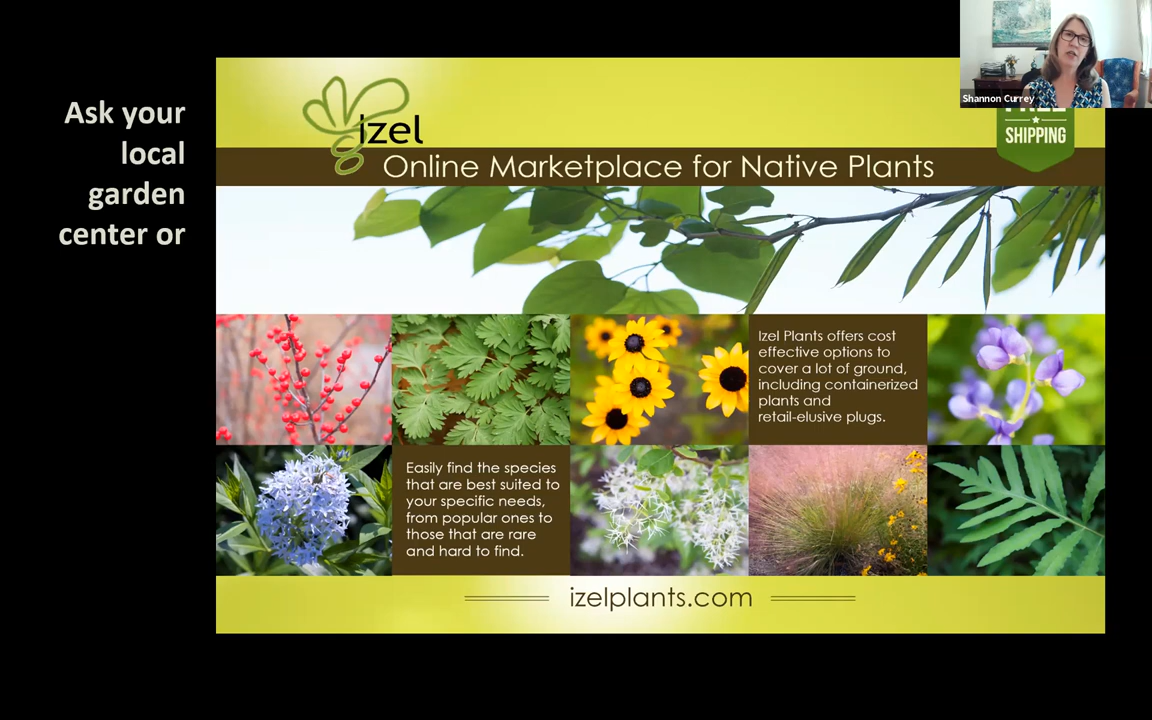 Ask your
local
garden
center or
izel
Online Marketplace for Native Plants
SHIPPING
Shannon Currey
Izel Plants offers cost
effective options to
cover a lot of ground,
including containerized
plants and
retail-elusive plugs.
Easily find the species
that are best suited to
your specific needs,
from popular ones to
those that are rare
and hard to find.
izelplants.com